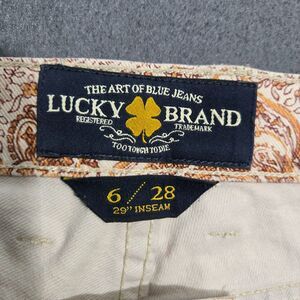 THE ART OF BLUE JEANS
LUCKY BRAND
REGISTERED TRADEMARK
TOO TOUGH TO DIE
6 / 28
29" INSEAM